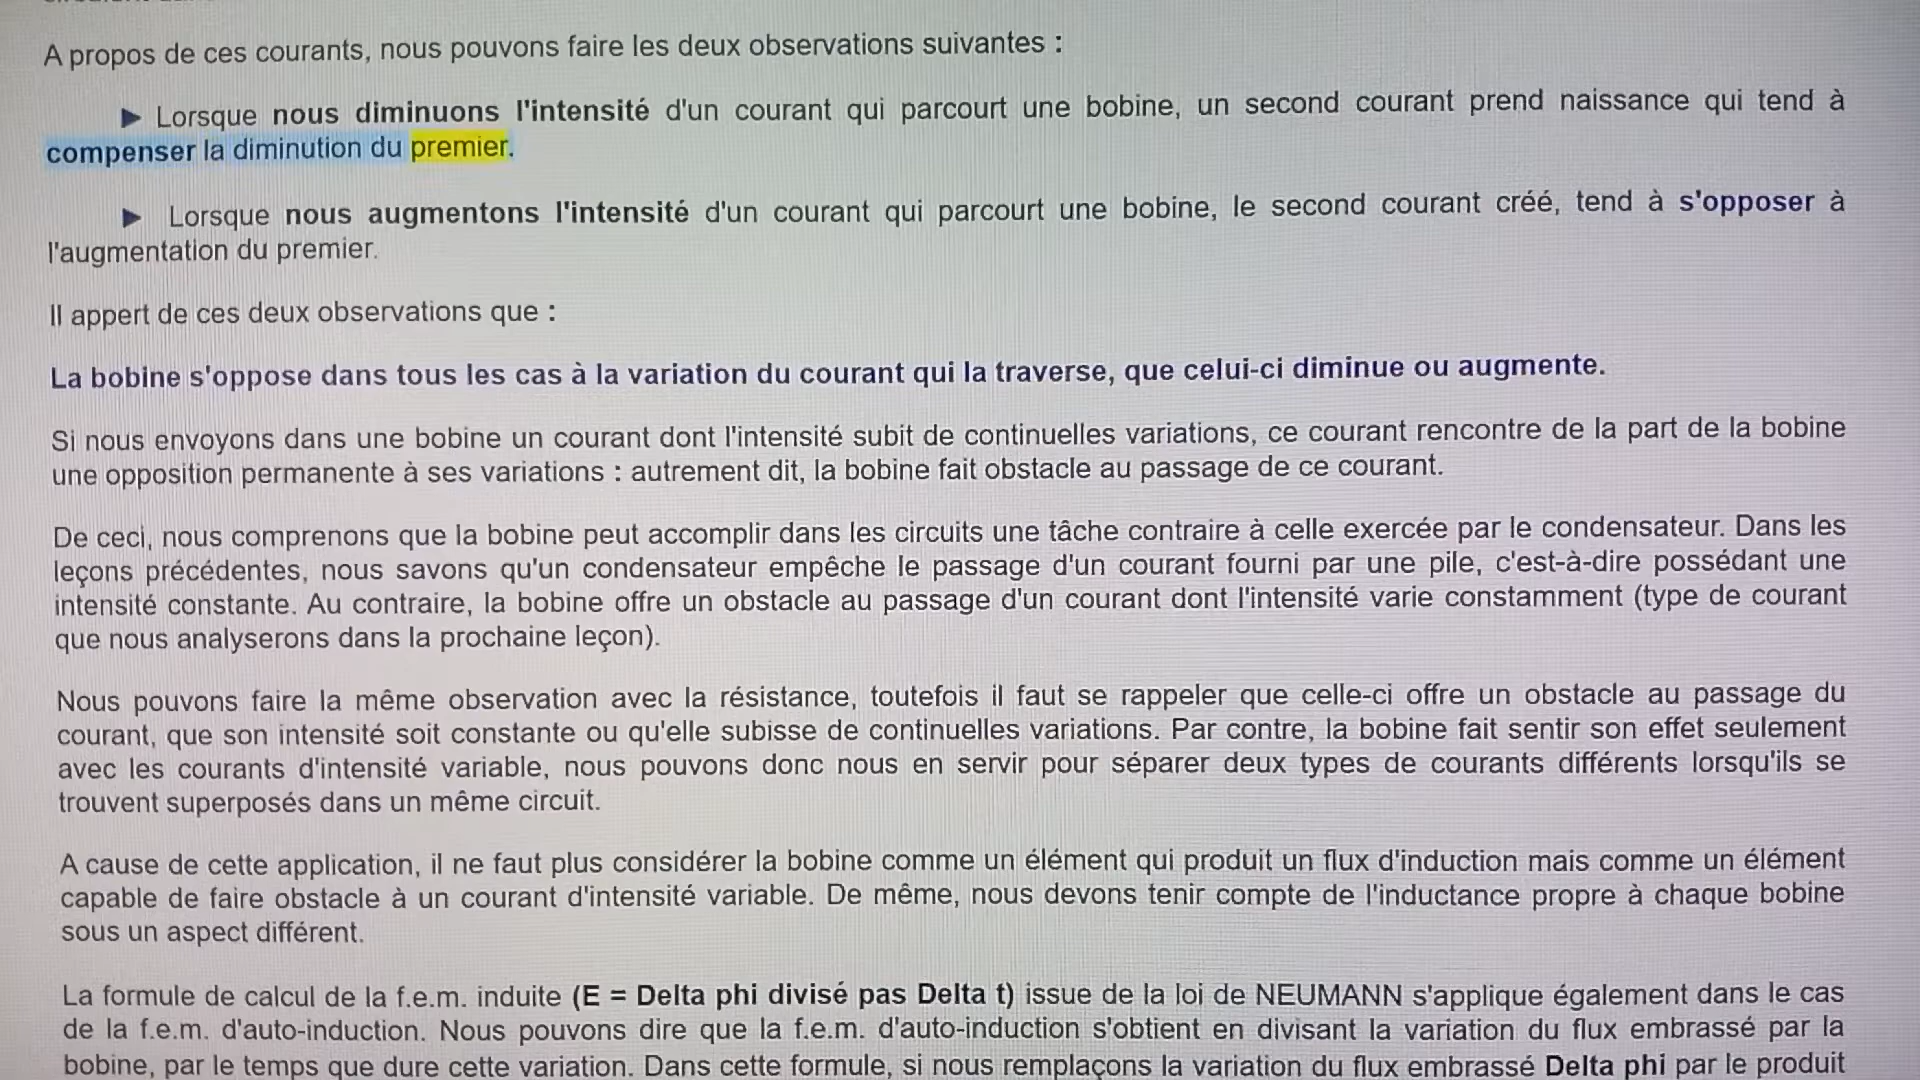 A propos de ces courants, nous pouvons faire les deux observations suivantes :
► Lorsque nous diminuons l'intensité d'un courant qui parcourt une bobine, un second courant prend naissance qui tend à
compenser la diminution du premier.
► Lorsque nous augmentons l'intensité d'un courant qui parcourt une bobine, le second courant créé, tend à s'opposer à
l'augmentation du premier.
Il appert de ces deux observations que :
La bobine s'oppose dans tous les cas à la variation du courant qui la traverse, que celui-ci diminue ou augmente.
Si nous envoyons dans une bobine un courant dont l'intensité subit de continuelles variations, ce courant rencontre de la part de la bobine
une opposition permanente à ses variations : autrement dit, la bobine fait obstacle au passage de ce courant.
De ceci, nous comprenons que la bobine peut accomplir dans les circuits une tâche contraire à celle exercée par le condensateur. Dans les
leçons précédentes, nous savons qu'un condensateur empêche le passage d'un courant fourni par une pile, c'est-à-dire possédant une
intensité constante. Au contraire, la bobine offre un obstacle au passage d'un courant dont l'intensité varie constamment (type de courant
que nous analyserons dans la prochaine leçon).
Nous pouvons faire la même observation avec la résistance, toutefois il faut se rappeler que celle-ci offre un obstacle au passage du
courant, que son intensité soit constante ou qu'elle subisse de continuelles variations. Par contre, la bobine fait sentir son effet seulement
avec les courants d'intensité variable, nous pouvons donc nous en servir pour séparer deux types de courants différents lorsqu'ils se
trouvent superposés dans un même circuit.
A cause de cette application, il ne faut plus considérer la bobine comme un élément qui produit un flux d'induction mais comme un élément
capable de faire obstacle à un courant d'intensité variable. De même, nous devons tenir compte de l'inductance propre à chaque bobine
sous un aspect différent.
La formule de calcul de la f.e.m. induite (E = Delta phi divisé pas Delta t) issue de la loi de NEUMANN s'applique également dans le cas
de la f.e.m. d'auto-induction. Nous pouvons dire que la f.e.m. d'auto-induction s'obtient en divisant la variation du flux embrassé par la
bobine, par le temps que dure cette variation. Dans cette formule, si nous remplaçons la variation du flux embrassé Delta phi par le produit